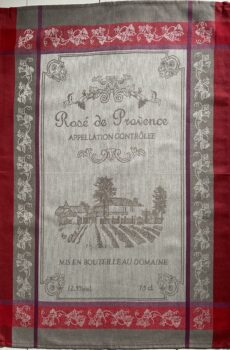 Rosé de Provence
APPELLATION CONTRÔLÉE
MIS EN BOUTEILLE AU DOMAINE
12.5%vol. 75 cl